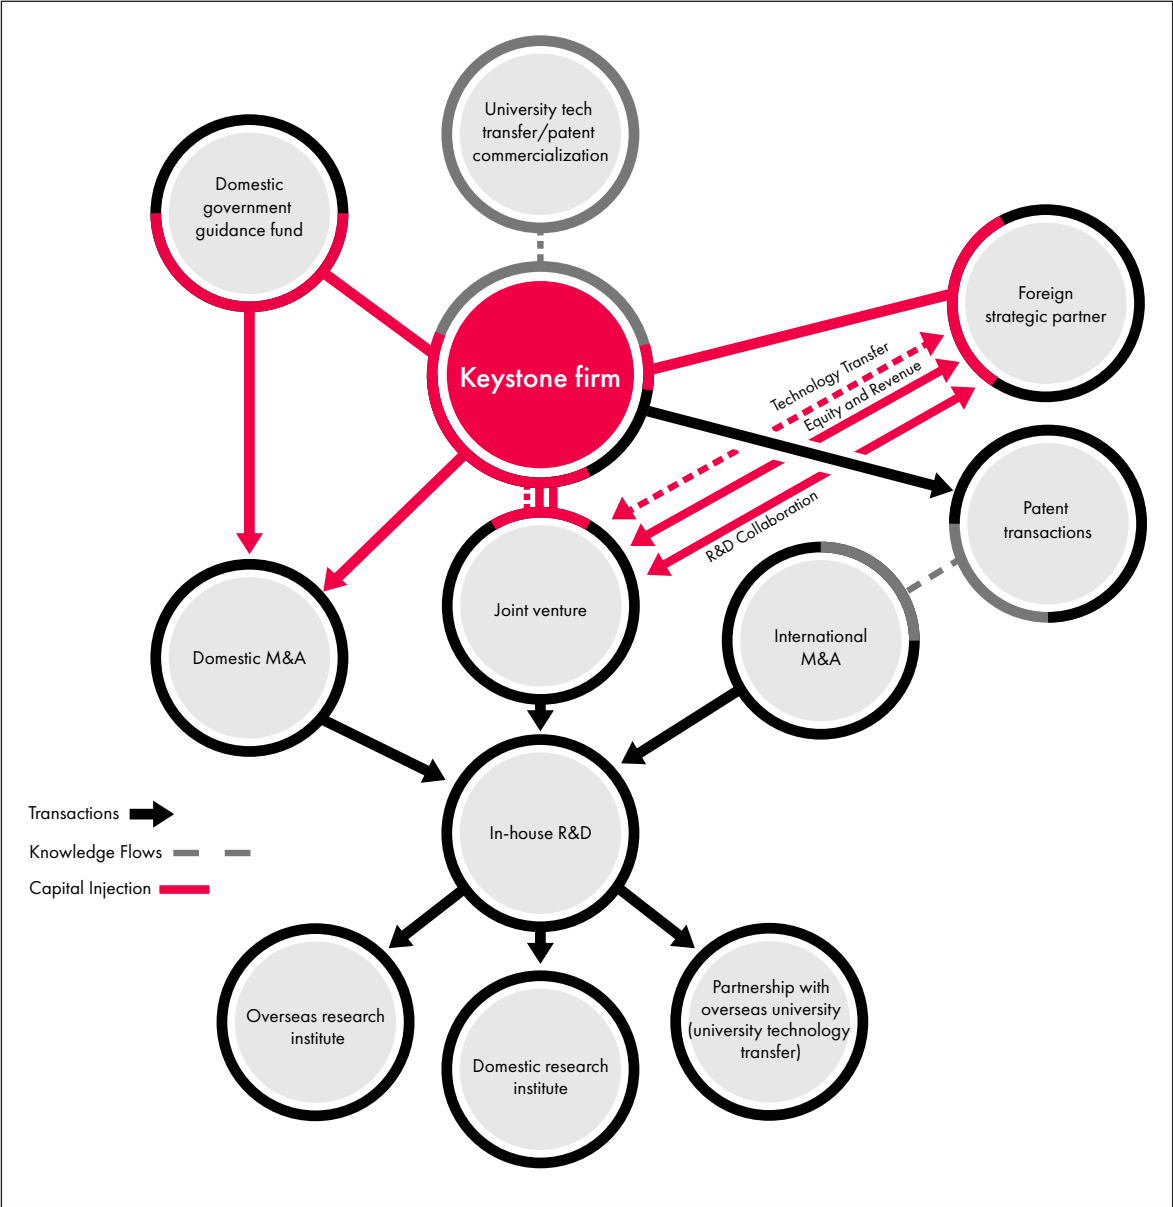 University tech
transfer/patent
commercialization
Domestic
government
guidance fund
Foreign
strategic partner
Keystone firm
Technology Transfer
Equity and Revenue
R&D Collaboration
Patent
transactions
Joint venture
International
M&A
Domestic M&A
Transactions
Knowledge Flows
Capital Injection
In-house R&D
Overseas research
institute
Domestic research
institute
Partnership with
overseas university
(university technology
transfer)